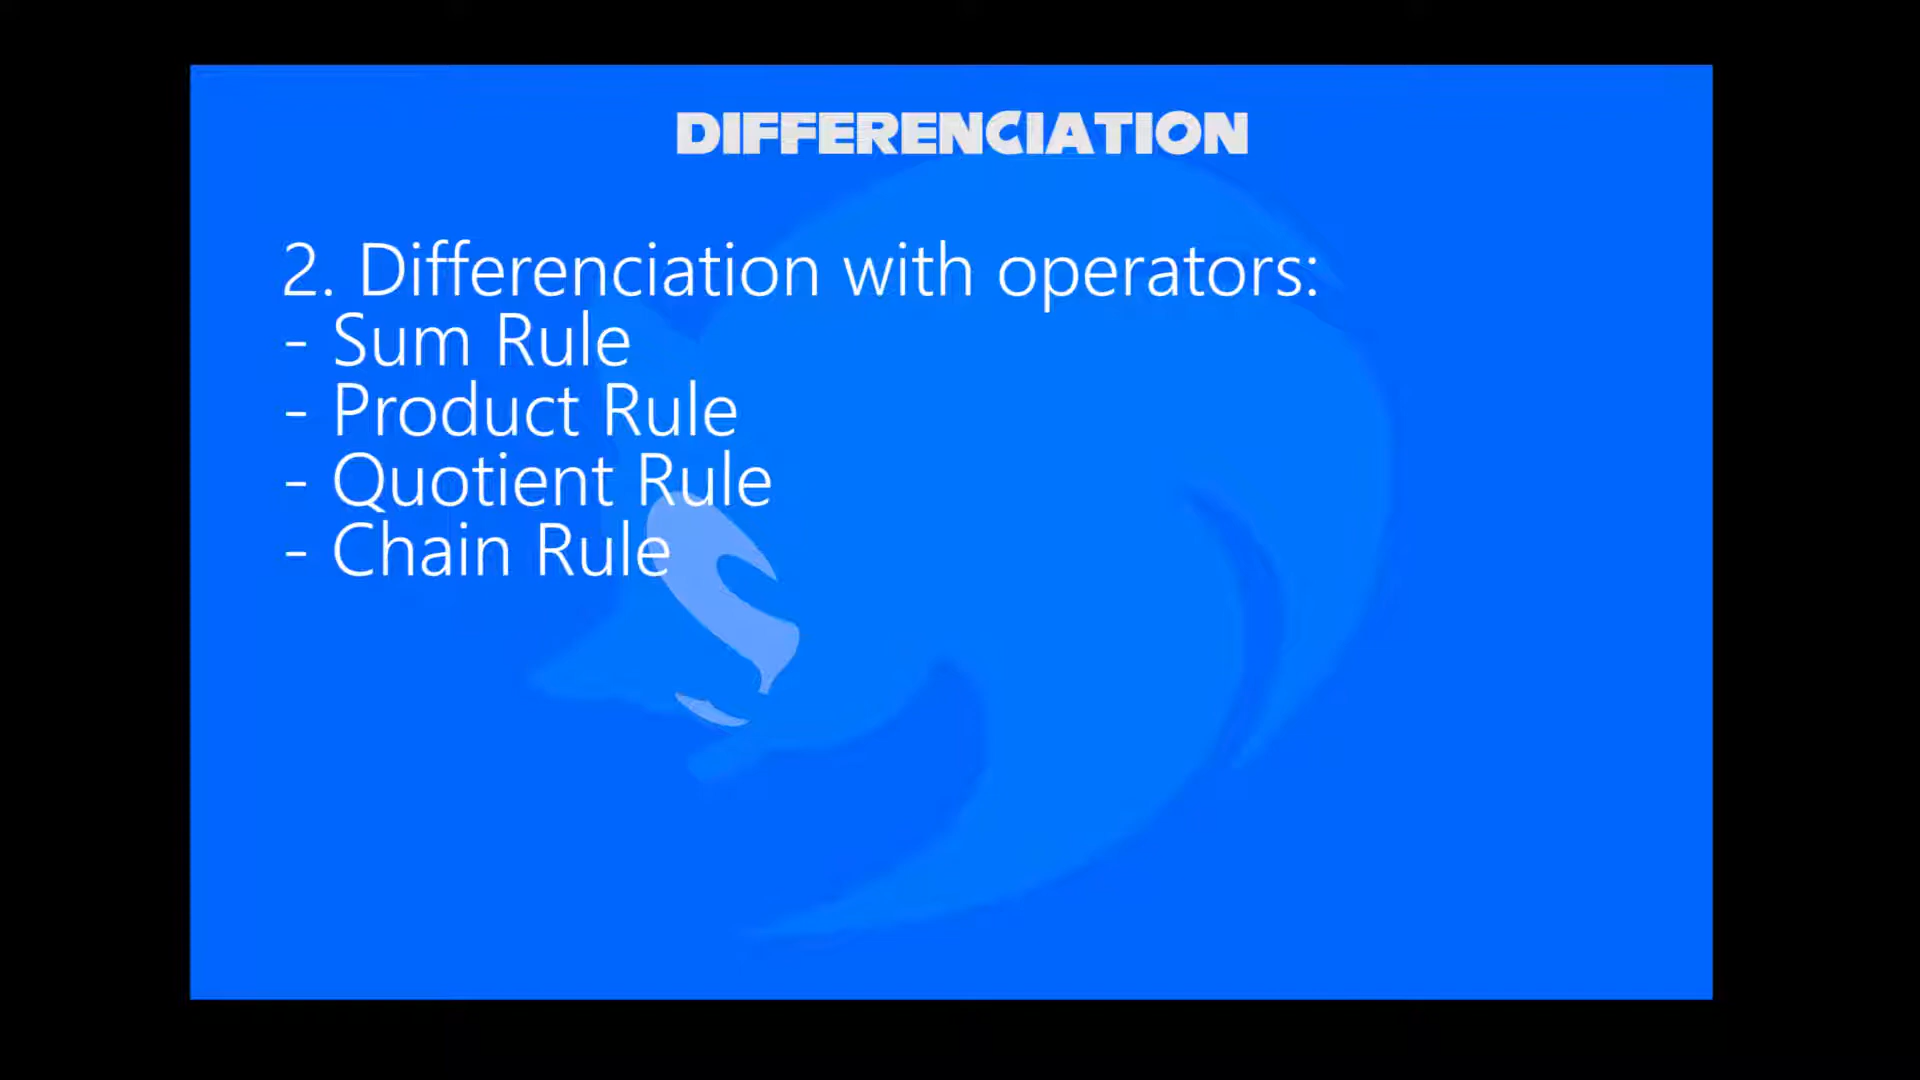 DIFFERENCIATION
2. Differenciation with operators:
- Sum Rule
- Product Rule
- Quotient Rule
- Chain Rule